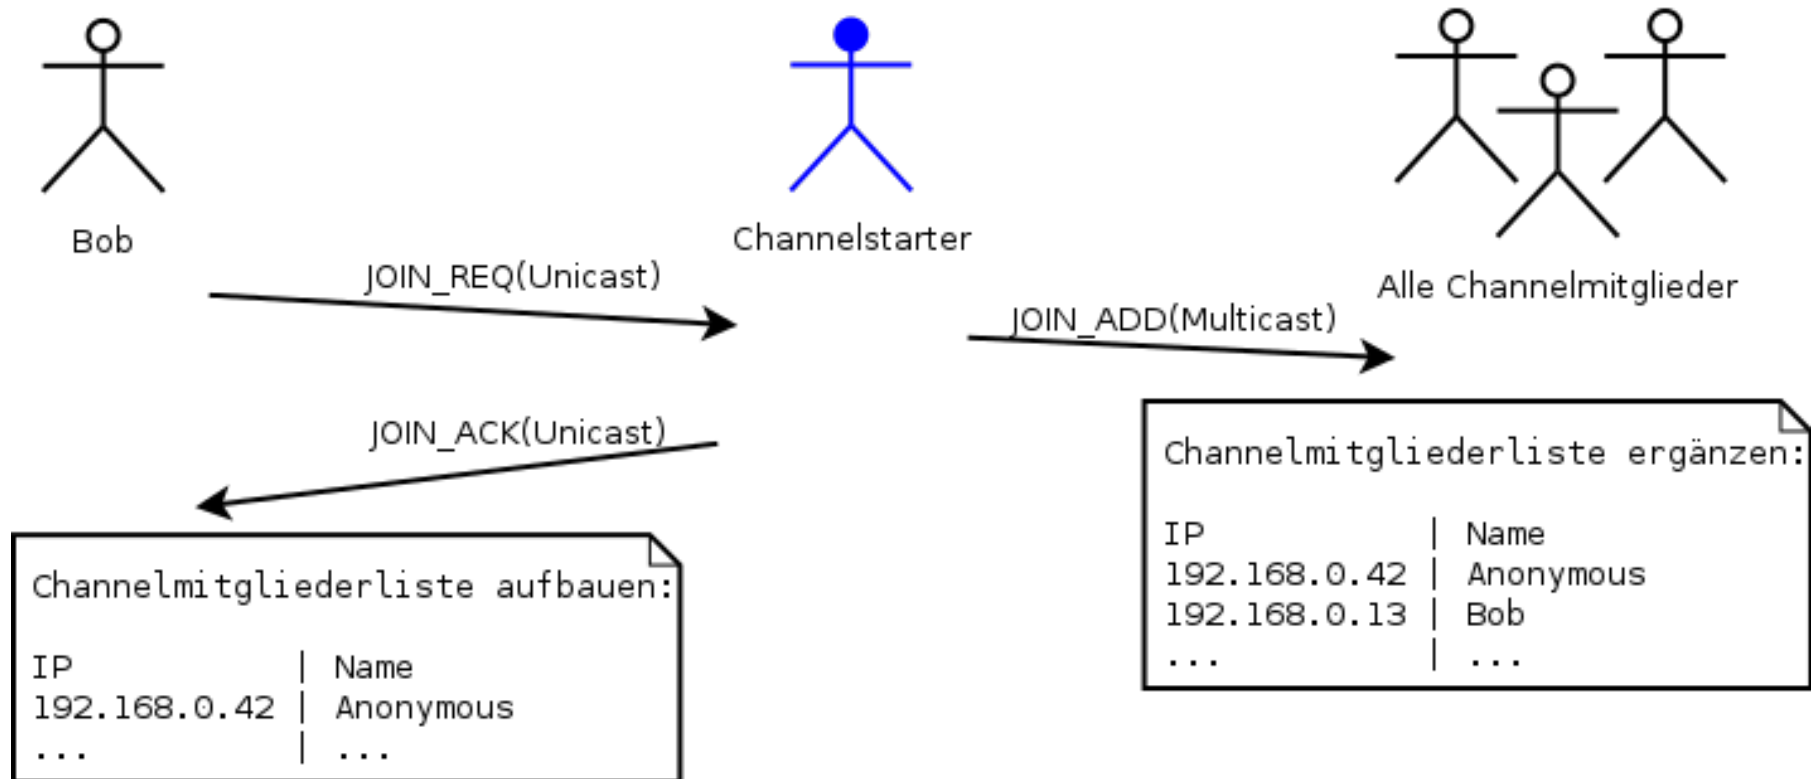 Bob
Channelstarter
Alle Channelmitglieder
JOIN_REQ(Unicast)
JOIN_ADD(Multicast)
JOIN_ACK(Unicast)
Channelmitgliederliste ergänzen:
IP | Name
192.168.0.42 | Anonymous
192.168.0.13 | Bob
... | ...
Channelmitgliederliste aufbauen:
IP | Name
192.168.0.42 | Anonymous
... | ...